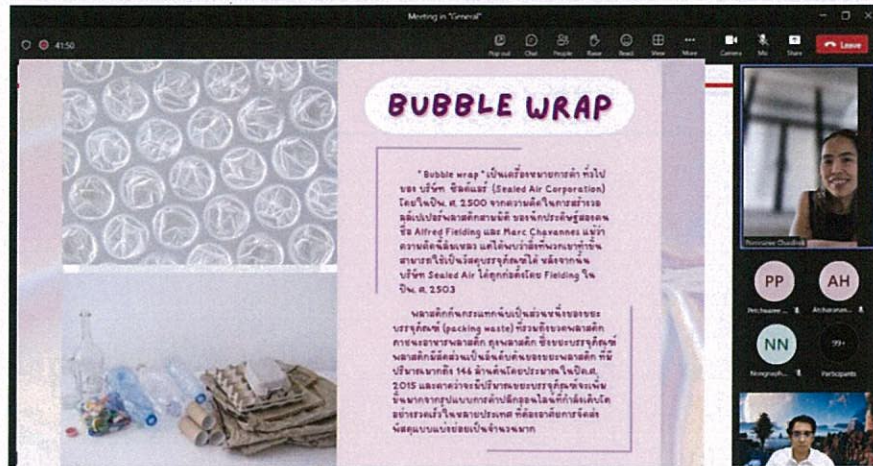 Meeting in "General"
41:50
Pop out Chat People Raise React View More Camera Mic Share Leave
BUBBLE WRAP
"Bubble wrap" เป็นเครื่องหมายการค้า ทั่วไป
ของ บริษัท ซีลด์แอร์ (Sealed Air Corporation)
โดยในปีพ. ศ. 2500 จากความคิดในการสร้างวอ
ลล์เปเปอร์พลาสติกสามมิติ ของนักประดิษฐ์สองคน
ชื่อ Alfred Fielding และ Marc Chavannes แม้ว่า
ความคิดนี้ล้มเหลว แต่ได้พบว่าสิ่งที่พวกเขาทำขึ้น
สามารถใช้เป็นวัสดุบรรจุภัณฑ์ได้ หลังจากนั้น
บริษัท Sealed Air ได้ถูกก่อตั้งโดย Fielding ใน
ปีพ. ศ. 2503
พลาสติกกันกระแทกนับเป็นส่วนหนึ่งของขยะ
บรรจุภัณฑ์ (packing waste) ที่รวมถึงขวดพลาสติก
ภาชนะอาหารพลาสติก ถุงพลาสติก ซึ่งขยะบรรจุภัณฑ์
พลาสติกมีสัดส่วนเป็นอันดับต้นของขยะพลาสติก ที่มี
ปริมาณมากถึง 146 ล้านตันโดยประมาณในปีค.ศ.
2015 และคาดว่าจะมีปริมาณขยะบรรจุภัณฑ์จะเพิ่ม
ขึ้นมากจากรูปแบบการค้าปลีกออนไลน์ที่กำลังเติบโต
อย่างรวดเร็วในหลายประเทศ ที่ต้องอาศัยการจัดส่ง
พัสดุแบบแบ่งย่อยเป็นจำนวนมาก
PP
AH
NN
99+
Participants